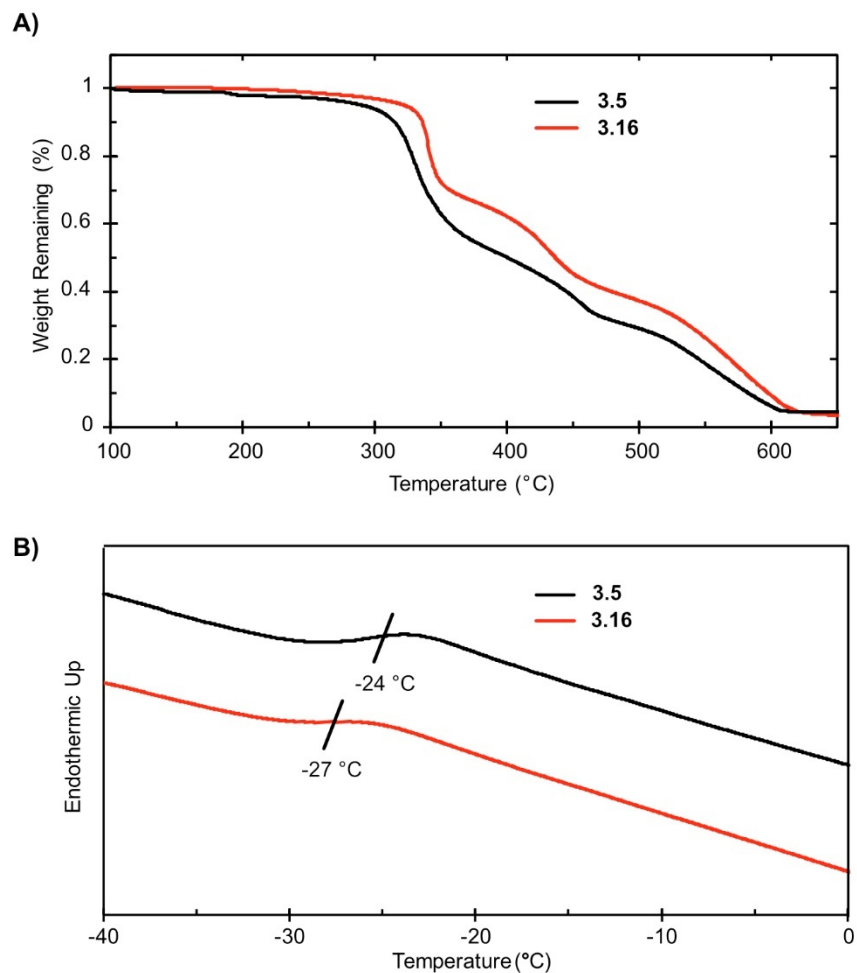 A)
Weight Remaining (%)
1
0.8
0.6
0.4
0.2
0
3.5
3.16
100
200
300
400
500
600
Temperature (°C)
B)
Endothermic Up
3.5
3.16
-24 °C
-27 °C
-40
-30
-20
-10
0
Temperature(°C)